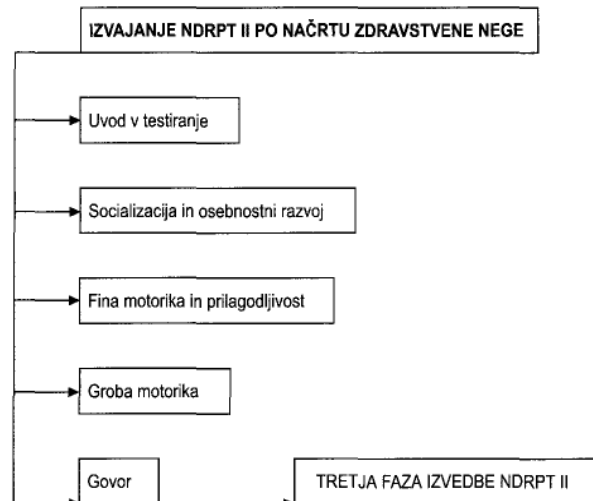 IZVAJANJE NDRPT II PO NAČRTU ZDRAVSTVENE NEGE
Uvod v testiranje
Socializacija in osebnostni razvoj
Fina motorika in prilagodljivost
Groba motorika
Govor
TRETJA FAZA IZVEDBE NDRPT II